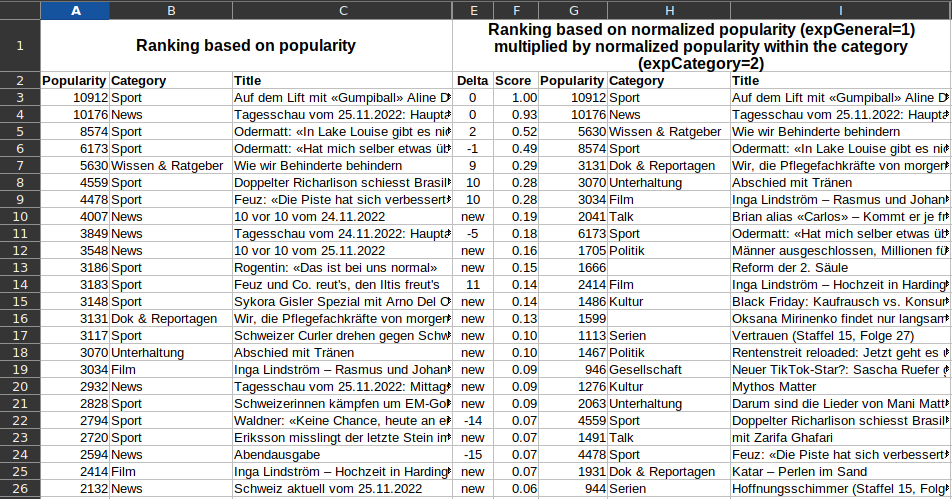 A B C E F G H I
1 Ranking based on popularity Ranking based on normalized popularity (expGeneral=1)
multiplied by normalized popularity within the category
(expCategory=2)
2 Popularity Category Title Delta Score Popularity Category Title
3 10912 Sport Auf dem Lift mit «Gumpiball» Aline 0 1.00 10912 Sport Auf dem Lift mit «Gumpiball» Aline
4 10176 News Tagesschau vom 25.11.2022: Haupta 0 0.93 10176 News Tagesschau vom 25.11.2022: Haupta
5 8574 Sport Odermatt: «In Lake Louise gibt es nic 2 0.52 5630 Wissen & Ratgeber Wie wir Behinderte behindern
6 6173 Sport Odermatt: «Hat mich selber etwas üb -1 0.49 8574 Sport Odermatt: «In Lake Louise gibt es nic
7 5630 Wissen & Ratgeber Wie wir Behinderte behindern 9 0.29 3131 Dok & Reportagen Wir, die Pflegefachkräfte von morgen
8 4559 Sport Doppelter Richarlison schiesst Brasil 10 0.28 3070 Unterhaltung Abschied mit Tränen
9 4478 Sport Feuz: «Die Piste hat sich verbessert 10 0.28 3034 Film Inga Lindström – Rasmus und Johan
10 4007 News 10 vor 10 vom 24.11.2022 new 0.19 2041 Talk Brian alias «Carlos» – Kommt er je fr
11 3849 News Tagesschau vom 24.11.2022: Haupta -5 0.18 6173 Sport Odermatt: «Hat mich selber etwas üb
12 3548 News 10 vor 10 vom 25.11.2022 new 0.16 1705 Politik Männer ausgeschlossen, Millionen fü
13 3186 Sport Rogentin: «Das ist bei uns normal» new 0.15 1666 Reform der 2. Säule
14 3183 Sport Feuz und Co. reut's, den Iltis freut's 11 0.14 2414 Film Inga Lindström – Hochzeit in Harding
15 3148 Sport Sykora Gisler Spezial mit Arno Del new 0.14 1486 Kultur Black Friday: Kaufrausch vs. Konsu
16 3131 Dok & Reportagen Wir, die Pflegefachkräfte von morgen new 0.13 1599 Oksana Mirinenko findet nur langsam
17 3117 Sport Schweizer Curler drehen gegen Schw new 0.10 1113 Serien Vertrauen (Staffel 15, Folge 27)
18 3070 Unterhaltung Abschied mit Tränen new 0.10 1467 Politik Rentenstreit reloaded: Jetzt geht es
19 3034 Film Inga Lindström – Rasmus und Johan new 0.09 946 Gesellschaft Neuer TikTok-Star?: Sascha Ruefer
20 2932 News Tagesschau vom 25.11.2022: Mittag new 0.09 1276 Kultur Mythos Matter
21 2828 Sport Schweizerinnen kämpfen um EM-Gol new 0.09 2063 Unterhaltung Darum sind die Lieder von Mani Matt
22 2794 Sport Waldner: «Keine Chance, heute an -14 0.07 4559 Sport Doppelter Richarlison schiesst Brasil
23 2720 Sport Eriksson misslingt der letzte Stein im new 0.07 1491 Talk mit Zarifa Ghafari
24 2594 News Abendausgabe -15 0.07 4478 Sport Feuz: «Die Piste hat sich verbessert
25 2414 Film Inga Lindström – Hochzeit in Harding new 0.07 1931 Dok & Reportagen Katar – Perlen im Sand
26 2132 News Schweiz aktuell vom 25.11.2022 new 0.06 944 Serien Hoffnungsschimmer (Staffel 15, Folg